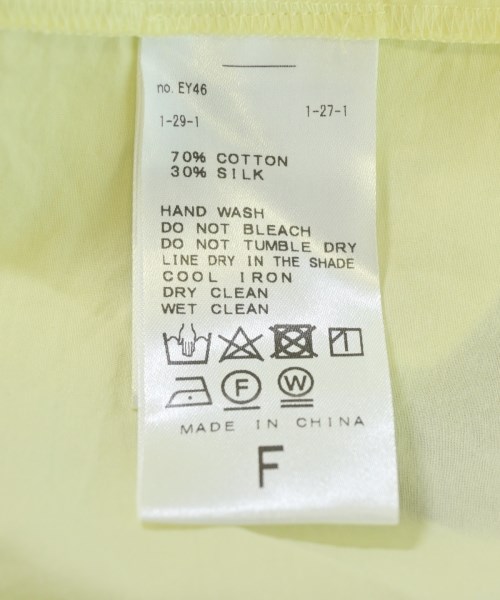 no. EY46
1-27-1
1-29-1
70% COTTON
30% SILK
HAND WASH
DO NOT BLEACH
DO NOT TUMBLE DRY
LINE DRY IN THE SHADE
COOL IRON
DRY CLEAN
WET CLEAN
F W
MADE IN CHINA
F